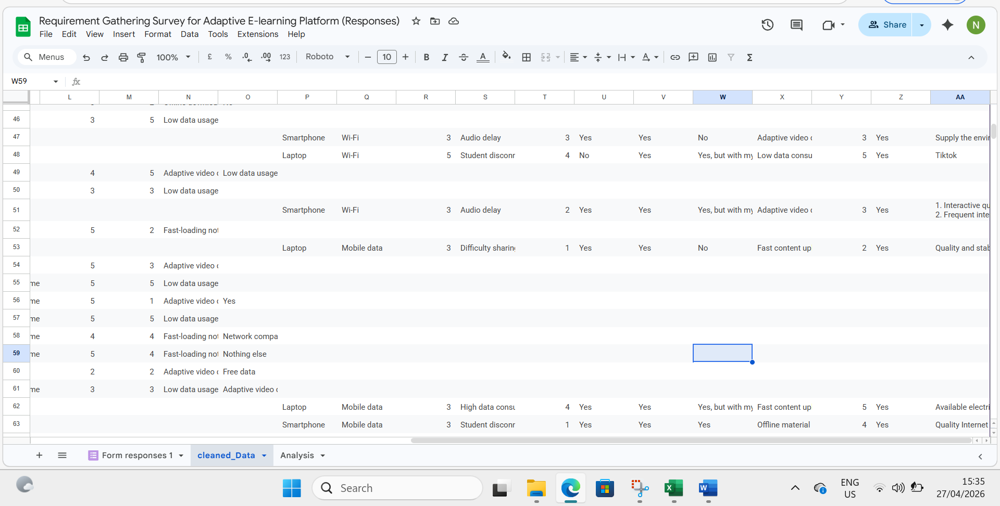 Requirement Gathering Survey for Adaptive E-learning Platform (Responses)
File Edit View Insert Format Data Tools Extensions Help
Share
N
Menus 100% £ % .0 .00 123 Roboto 10 B I A Σ
W59 fx
L M N O P Q R S T U V W X Y Z AA
46 3 5 Low data usage
47 Smartphone Wi-Fi 3 Audio delay 3 Yes Yes No Adaptive video 3 Yes Supply the envir
48 Laptop Wi-Fi 5 Student disconn 4 No Yes Yes, but with my Low data consu 5 Yes Tiktok
49 4 5 Adaptive video Low data usage
50 3 3 Low data usage
51 Smartphone Wi-Fi 3 Audio delay 2 Yes Yes Yes, but with my Adaptive video 3 Yes 1. Interactive qu
2. Frequent inte
52 5 2 Fast-loading not
53 Laptop Mobile data 3 Difficulty sharing 1 Yes Yes No Fast content up 2 Yes Quality and stab
54 5 3 Adaptive video
55 me 5 5 Low data usage
56 me 5 1 Adaptive video Yes
57 me 5 5 Low data usage
58 me 4 4 Fast-loading not Network compa
59 me 5 4 Fast-loading not Nothing else
60 2 2 Adaptive video Free data
61 me 3 3 Low data usage Adaptive video
62 Laptop Mobile data 3 High data consu 4 Yes Yes Yes, but with my Fast content up 5 Yes Available electri
63 Smartphone Mobile data 3 Student disconn 1 Yes Yes Yes Offline material 4 Yes Quality Internet
+ Form responses 1 cleaned_Data Analysis
Search
ENG
US
15:35
27/04/2026